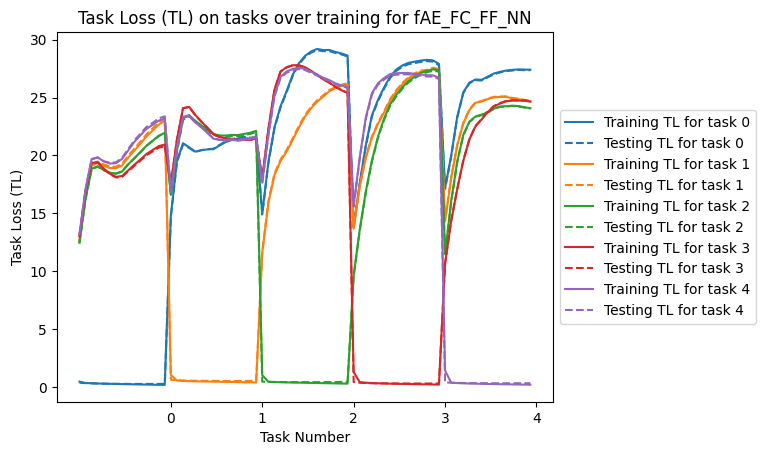 Task Loss (TL) on tasks over training for fAE_FC_FF_NN
30
25
20
15
10
5
0
Task Loss (TL)
0 1 2 3 4
Task Number
Training TL for task 0
Testing TL for task 0
Training TL for task 1
Testing TL for task 1
Training TL for task 2
Testing TL for task 2
Training TL for task 3
Testing TL for task 3
Training TL for task 4
Testing TL for task 4